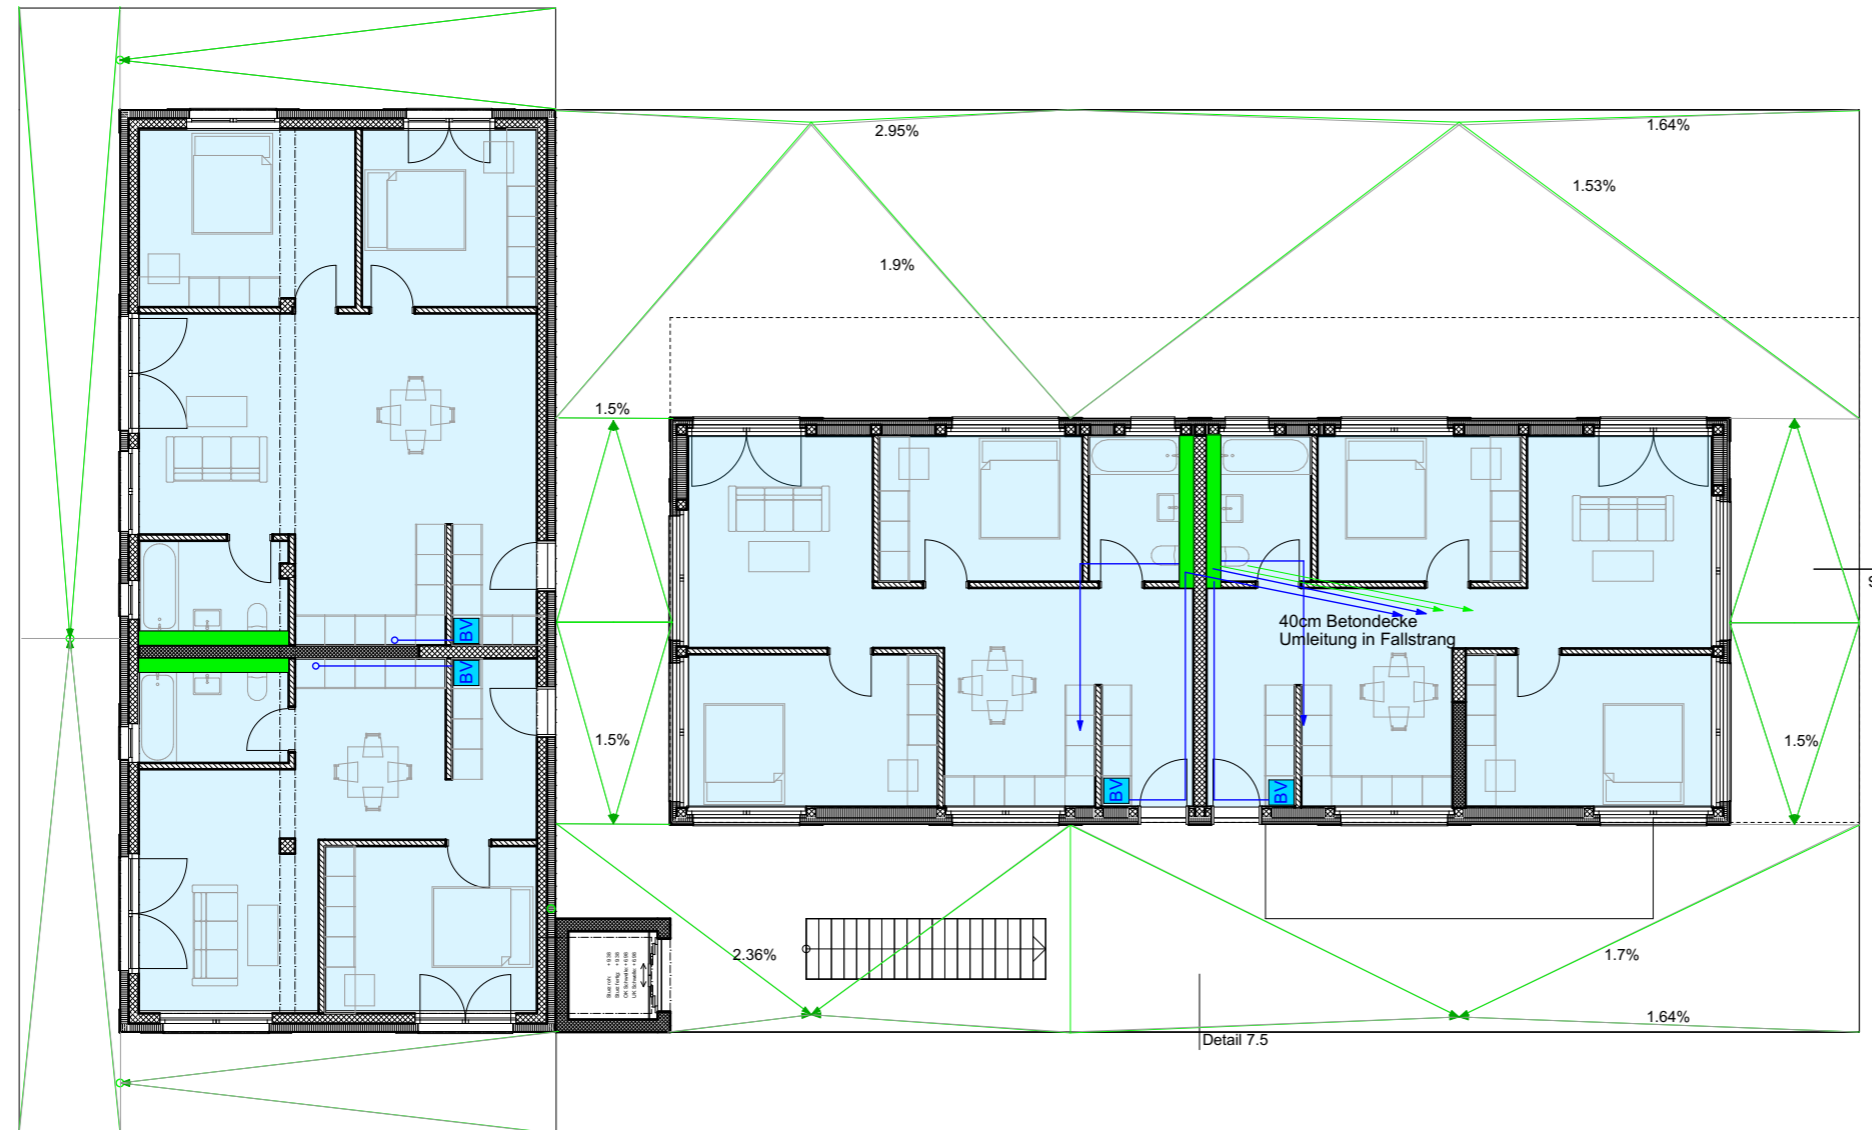 2.95%
1.64%
1.53%
1.9%
1.5%
40cm Betondecke
Umleitung in Fallstrang
BV
BV
1.5%
1.5%
BV
BV
2.36%
1.7%
1.64%
Detail 7.5
S